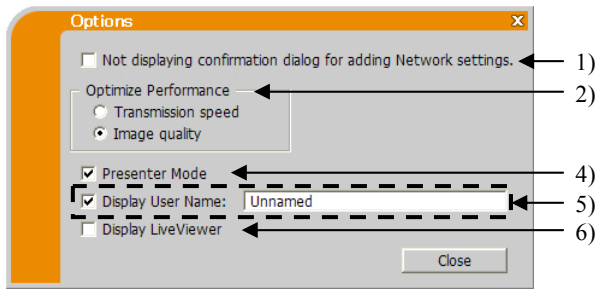 Options x
Not displaying confirmation dialog for adding Network settings. 1)
Optimize Performance 2)
Transmission speed
Image quality
Presenter Mode 4)
Display User Name: Unnamed 5)
Display LiveViewer 6)
Close